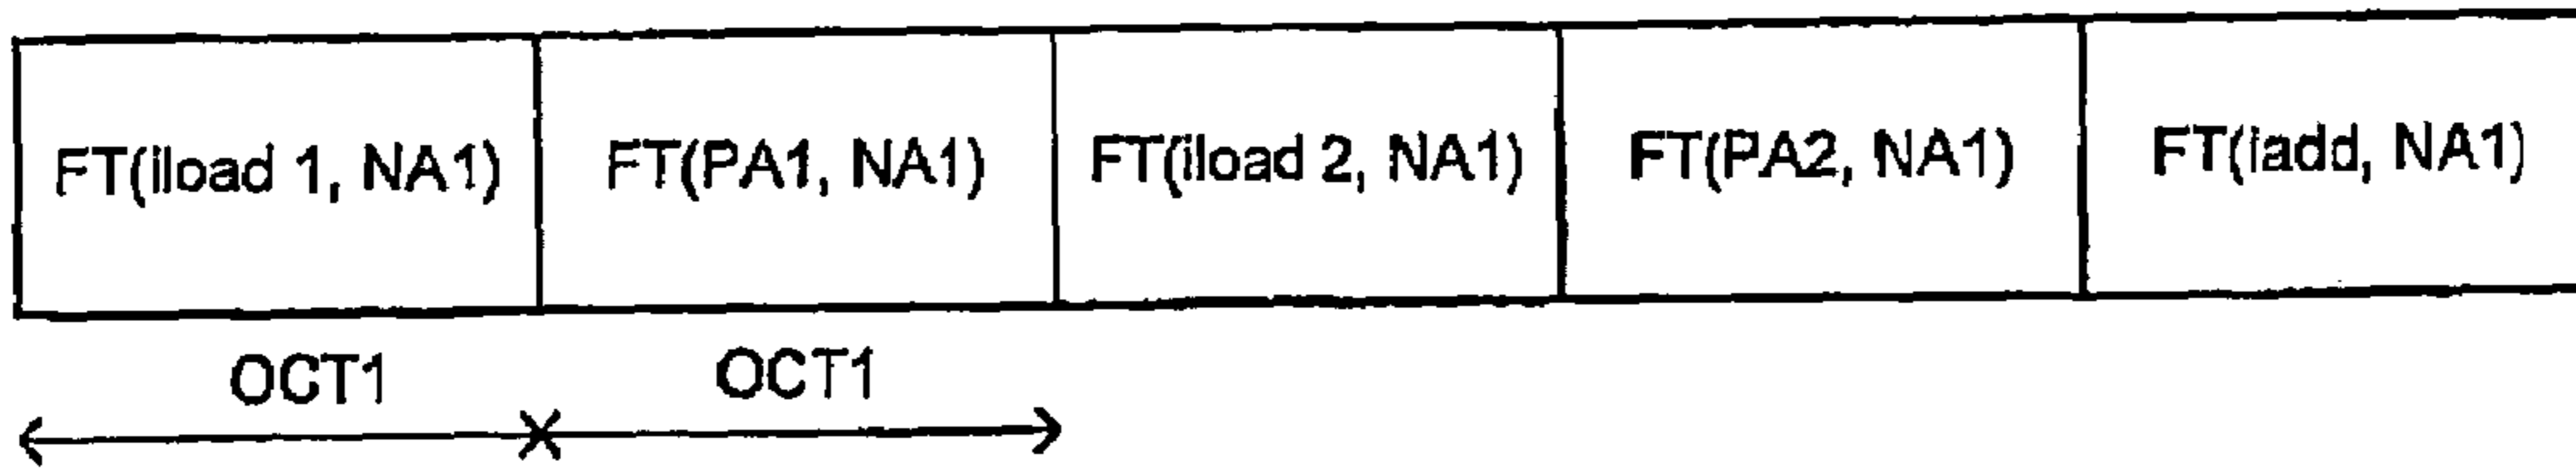 FT(iload 1, NA1) FT(PA1, NA1) FT(iload 2, NA1) FT(PA2, NA1) FT(iadd, NA1)
OCT1 OCT1